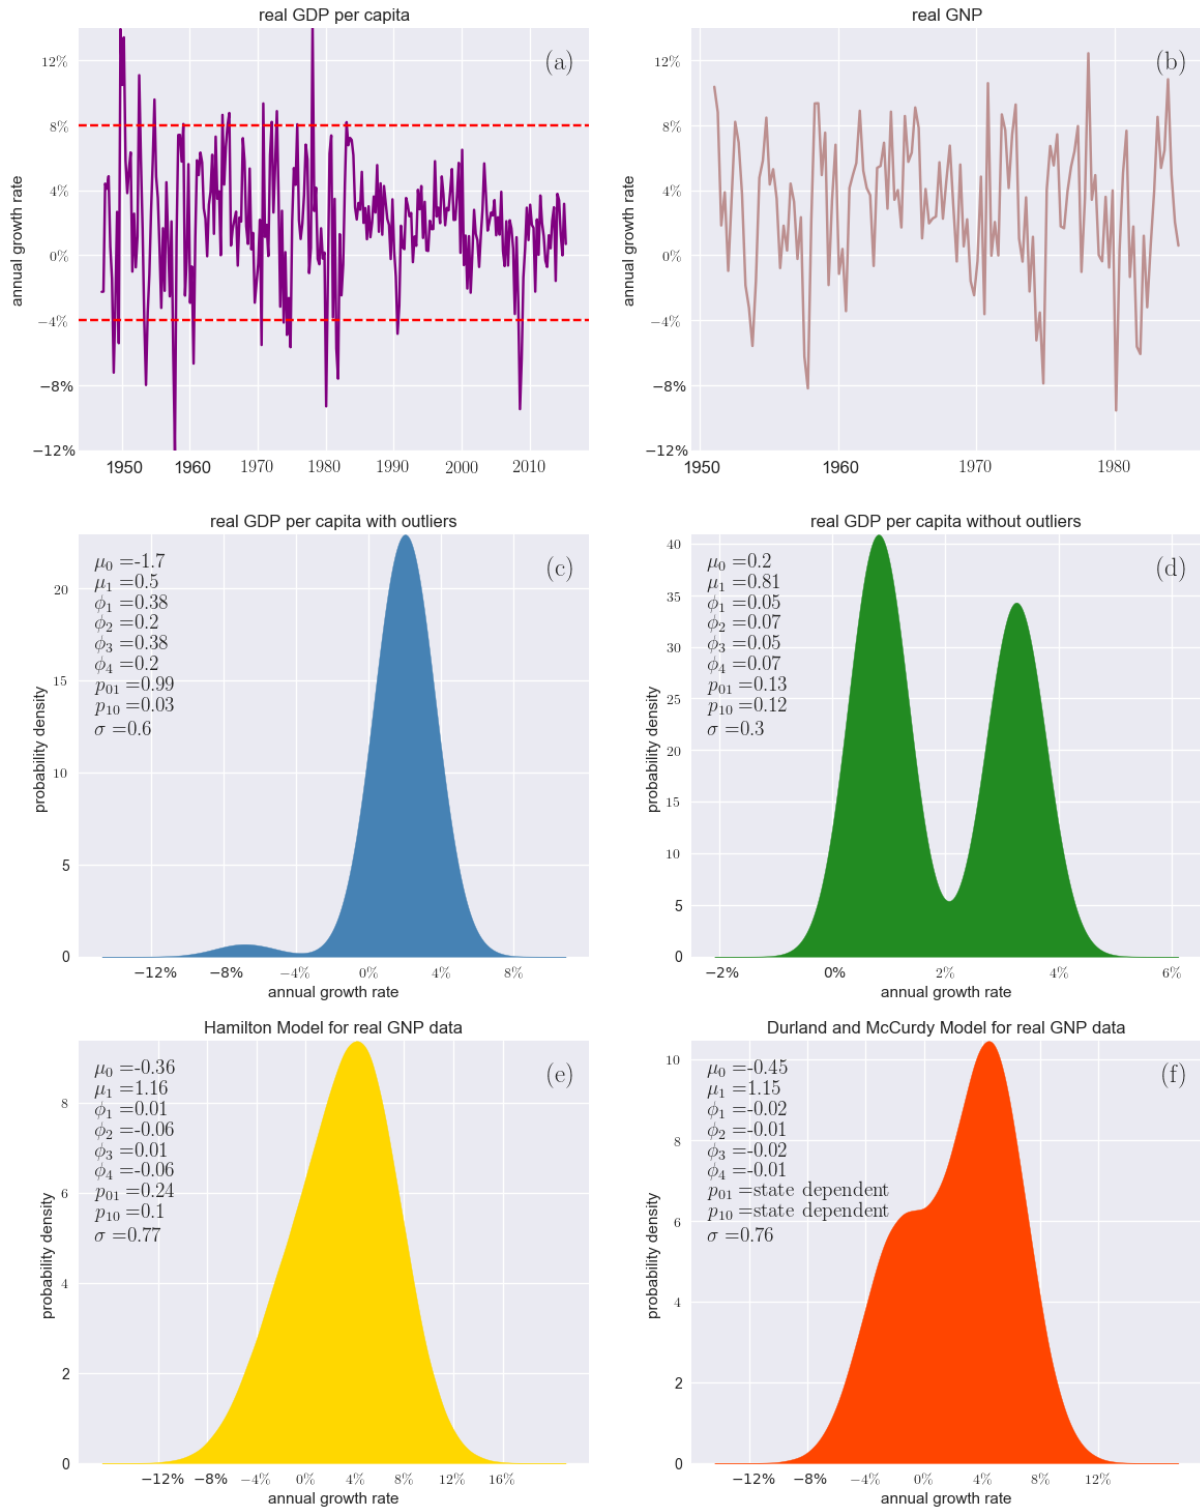 real GDP per capita
(a)
annual growth rate
12%
8%
4%
0%
−4%
−8%
−12%
1950 1960 1970 1980 1990 2000 2010
real GNP
(b)
annual growth rate
12%
8%
4%
0%
−4%
−8%
−12%
1950 1960 1970 1980
real GDP per capita with outliers
(c)
μ0 =-1.7
μ1 =0.5
ϕ1 =0.38
ϕ2 =0.2
ϕ3 =0.38
ϕ4 =0.2
p01 =0.99
p10 =0.03
σ =0.6
probability density
20
15
10
5
0
−12% −8% −4% 0% 4% 8%
annual growth rate
real GDP per capita without outliers
(d)
μ0 =0.2
μ1 =0.81
ϕ1 =0.05
ϕ2 =0.07
ϕ3 =0.05
ϕ4 =0.07
p01 =0.13
p10 =0.12
σ =0.3
probability density
40
35
30
25
20
15
10
5
0
−2% 0% 2% 4% 6%
annual growth rate
Hamilton Model for real GNP data
(e)
μ0 =-0.36
μ1 =1.16
ϕ1 =0.01
ϕ2 =-0.06
ϕ3 =0.01
ϕ4 =-0.06
p01 =0.24
p10 =0.1
σ =0.77
probability density
8
6
4
2
0
−12% −8% −4% 0% 4% 8% 12% 16%
annual growth rate
Durland and McCurdy Model for real GNP data
(f)
μ0 =-0.45
μ1 =1.15
ϕ1 =-0.02
ϕ2 =-0.01
ϕ3 =-0.02
ϕ4 =-0.01
p01 =state dependent
p10 =state dependent
σ =0.76
probability density
10
8
6
4
2
0
−12% −8% −4% 0% 4% 8% 12%
annual growth rate